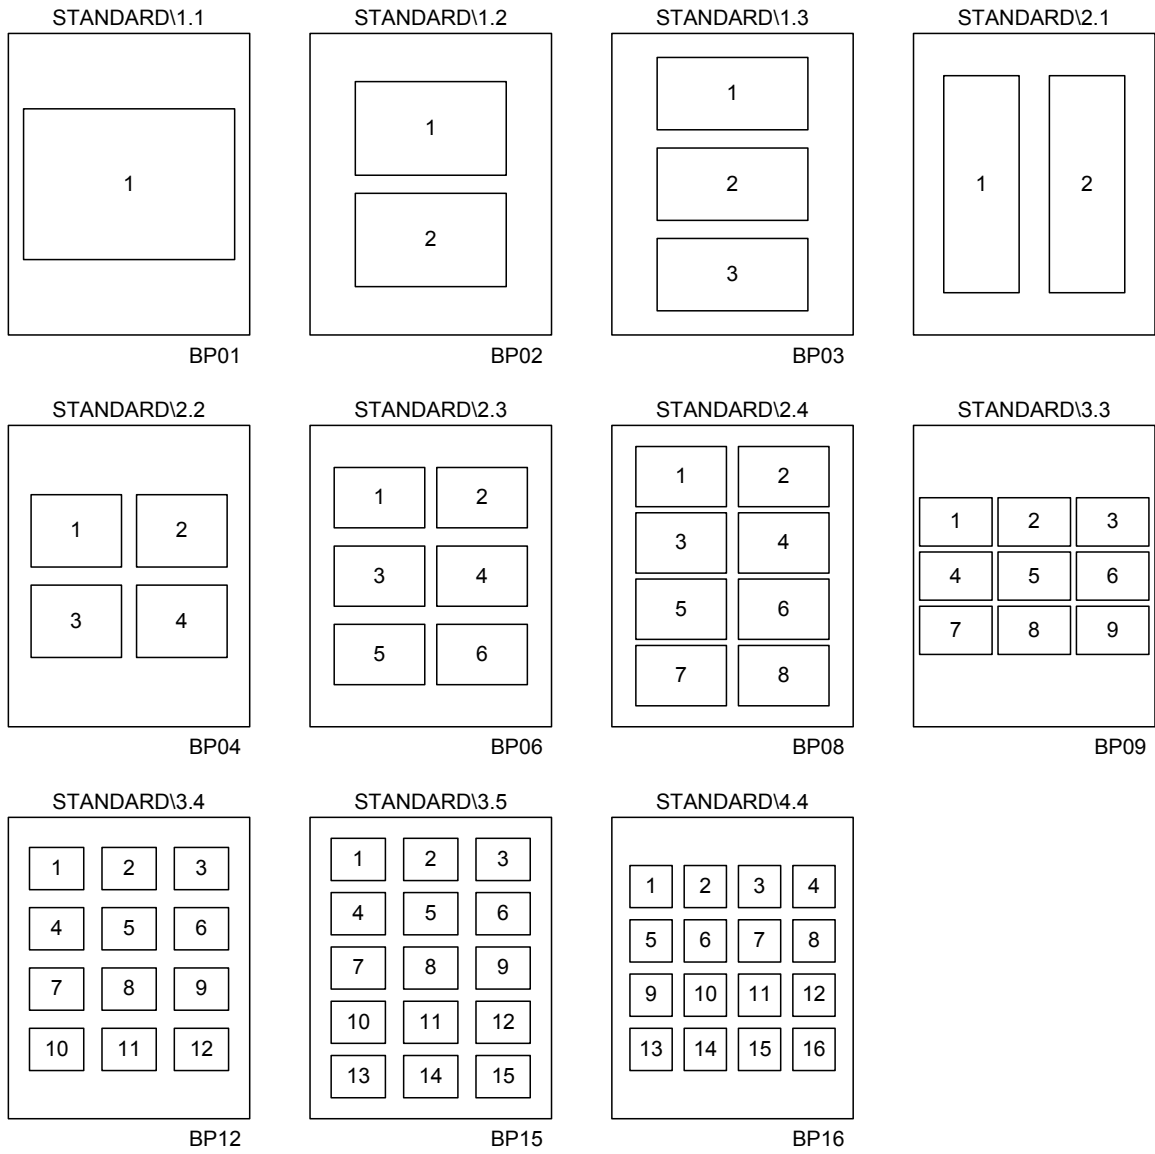 STANDARD\1.1 STANDARD\1.2 STANDARD\1.3 STANDARD\2.1
1
1
2
1
2
3
1 2
BP01 BP02 BP03
STANDARD\2.2 STANDARD\2.3 STANDARD\2.4 STANDARD\3.3
1 2
3 4
1 2
3 4
5 6
1 2
3 4
5 6
7 8
1 2 3
4 5 6
7 8 9
BP04 BP06 BP08 BP09
STANDARD\3.4 STANDARD\3.5 STANDARD\4.4
1 2 3
4 5 6
7 8 9
10 11 12
1 2 3
4 5 6
7 8 9
10 11 12
13 14 15
1 2 3 4
5 6 7 8
9 10 11 12
13 14 15 16
BP12 BP15 BP16